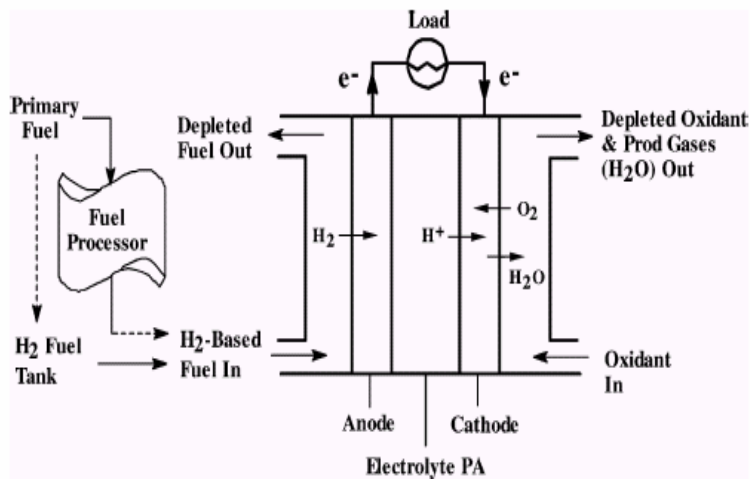 Load
e-
e-
Primary
Fuel
Depleted
Fuel Out
Depleted Oxidant
& Prod Gases
(H2O) Out
Fuel
Processor
H2
H+
O2
H2O
H2 Fuel
Tank
H2-Based
Fuel In
Oxidant
In
Anode
Cathode
Electrolyte PA